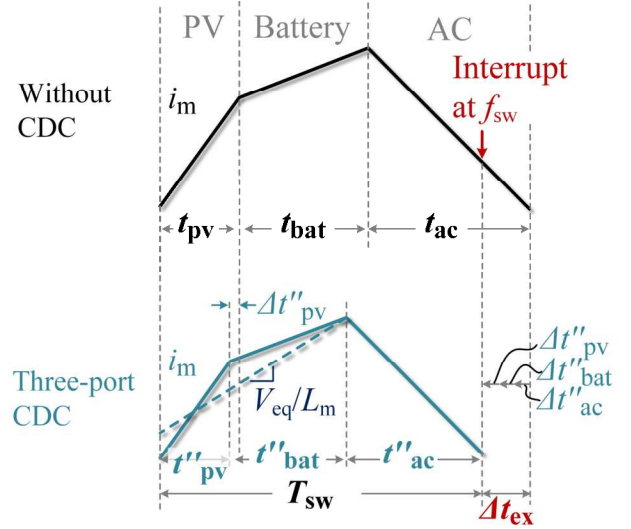 PV Battery AC
Without
CDC
i_m
Interrupt
at f_sw
t_pv t_bat t_ac
Δt''_pv
i_m
Three-port
CDC
V_eq/L_m
Δt''_pv
Δt''_bat
Δt''_ac
t''_pv t''_bat t''_ac
T_sw Δt_ex